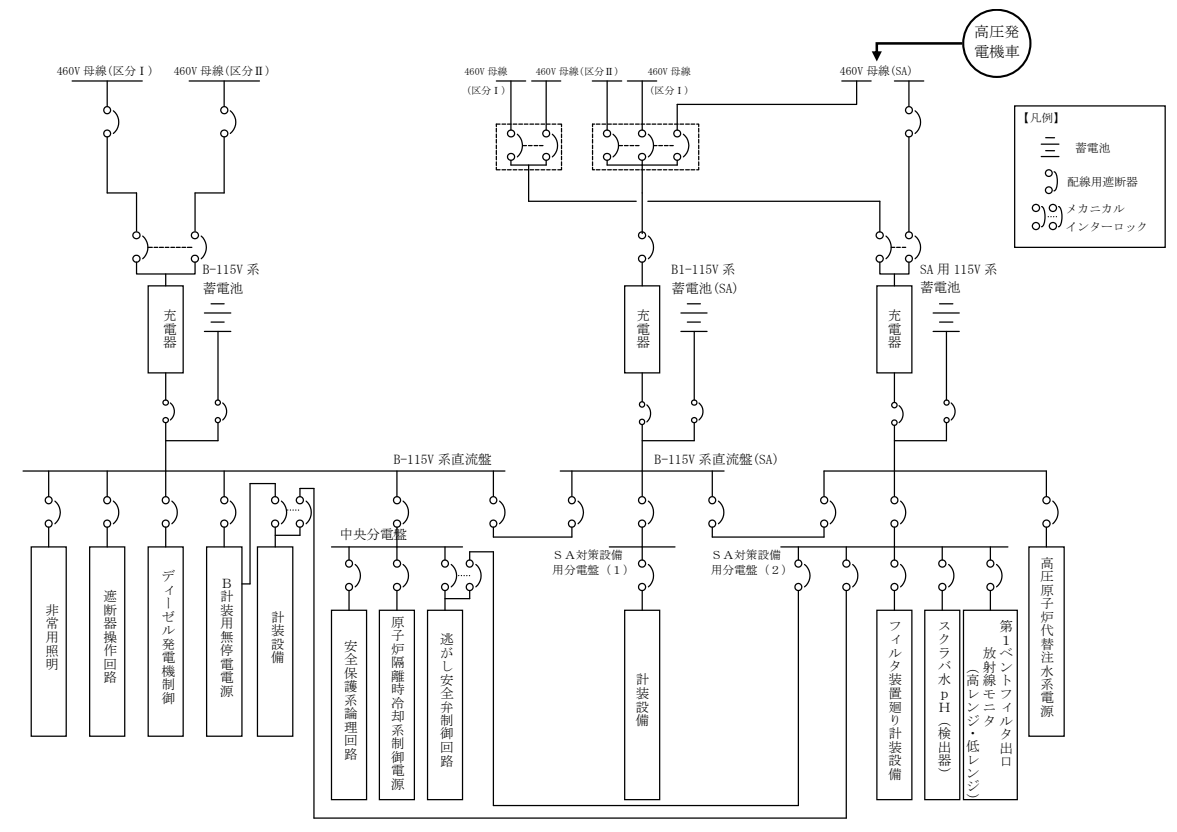 高圧発
電機車
460V 母線(区分Ⅰ)
460V 母線(区分Ⅱ)
460V 母線
(区分Ⅰ)
460V 母線(区分Ⅱ)
460V 母線
(区分Ⅰ)
460V 母線(SA)
【凡例】
蓄電池
配線用遮断器
メカニカル
インターロック
B-115V 系
蓄電池
充電器
B1-115V 系
蓄電池(SA)
充電器
SA 用 115V 系
蓄電池
充電器
B-115V 系直流盤
B-115V 系直流盤(SA)
中央分電盤
SA対策設備
用分電盤（1）
SA対策設備
用分電盤（2）
非常用照明
遮断器操作回路
ディーゼル発電機制御
B計装用無停電電源
計装設備
安全保護系論理回路
原子炉隔離時冷却系制御電源
逃がし安全弁制御回路
計装設備
フィルタ装置廻り計装設備
スクラバ水pH（検出器）
第1ベントフィルタ出口
放射線モニタ
（高レンジ・低レンジ）
高圧原子炉代替注水系電源